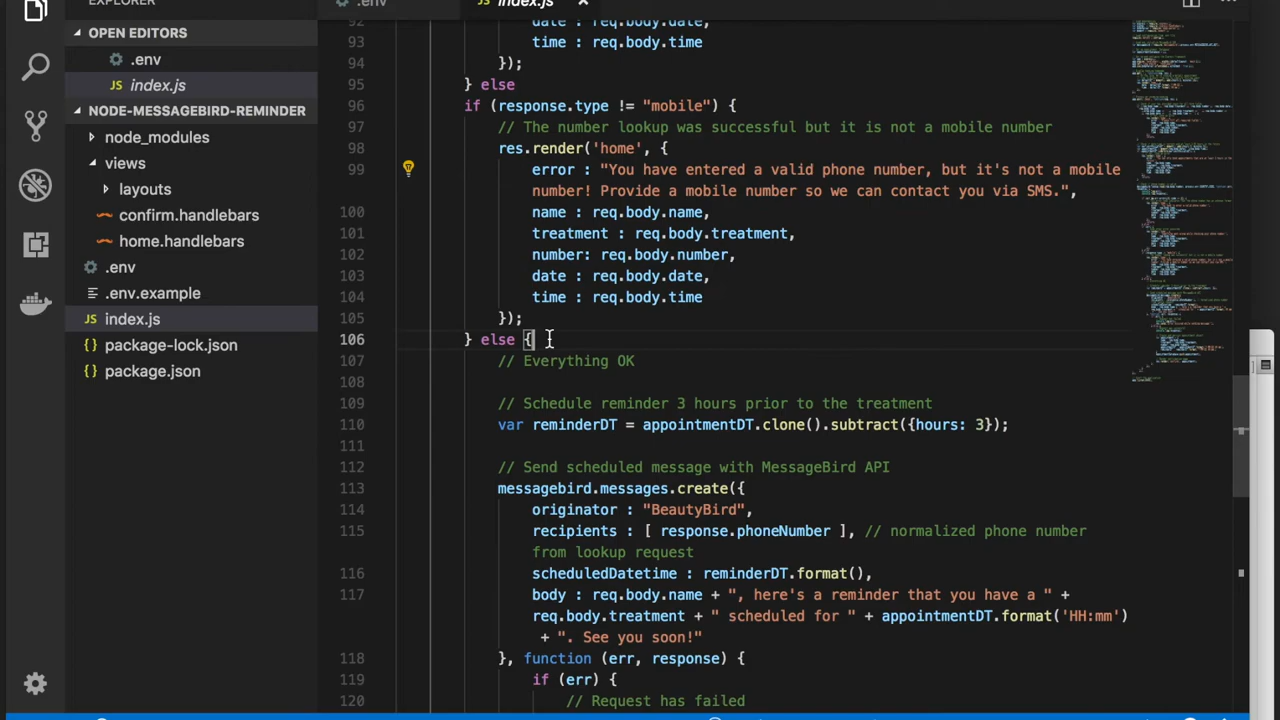 EXPLORER
OPEN EDITORS
.env
JS index.js
NODE-MESSAGEBIRD-REMINDER
node_modules
views
layouts
confirm.handlebars
home.handlebars
.env
.env.example
JS index.js
package-lock.json
package.json
.env
index.js
92 date : req.body.date,
93 time : req.body.time
94 });
95 } else
96 if (response.type != "mobile") {
97 // The number lookup was successful but it is not a mobile number
98 res.render('home', {
99 error : "You have entered a valid phone number, but it's not a mobile
number! Provide a mobile number so we can contact you via SMS.",
100 name : req.body.name,
101 treatment : req.body.treatment,
102 number: req.body.number,
103 date : req.body.date,
104 time : req.body.time
105 });
106 } else {
107 // Everything OK
108
109 // Schedule reminder 3 hours prior to the treatment
110 var reminderDT = appointmentDT.clone().subtract({hours: 3});
111
112 // Send scheduled message with MessageBird API
113 messagebird.messages.create({
114 originator : "BeautyBird",
115 recipients : [ response.phoneNumber ], // normalized phone number
from lookup request
116 scheduledDatetime : reminderDT.format(),
117 body : req.body.name + ", here's a reminder that you have a " +
req.body.treatment + " scheduled for " + appointmentDT.format('HH:mm')
+ ". See you soon!"
118 }, function (err, response) {
119 if (err) {
120 // Request has failed